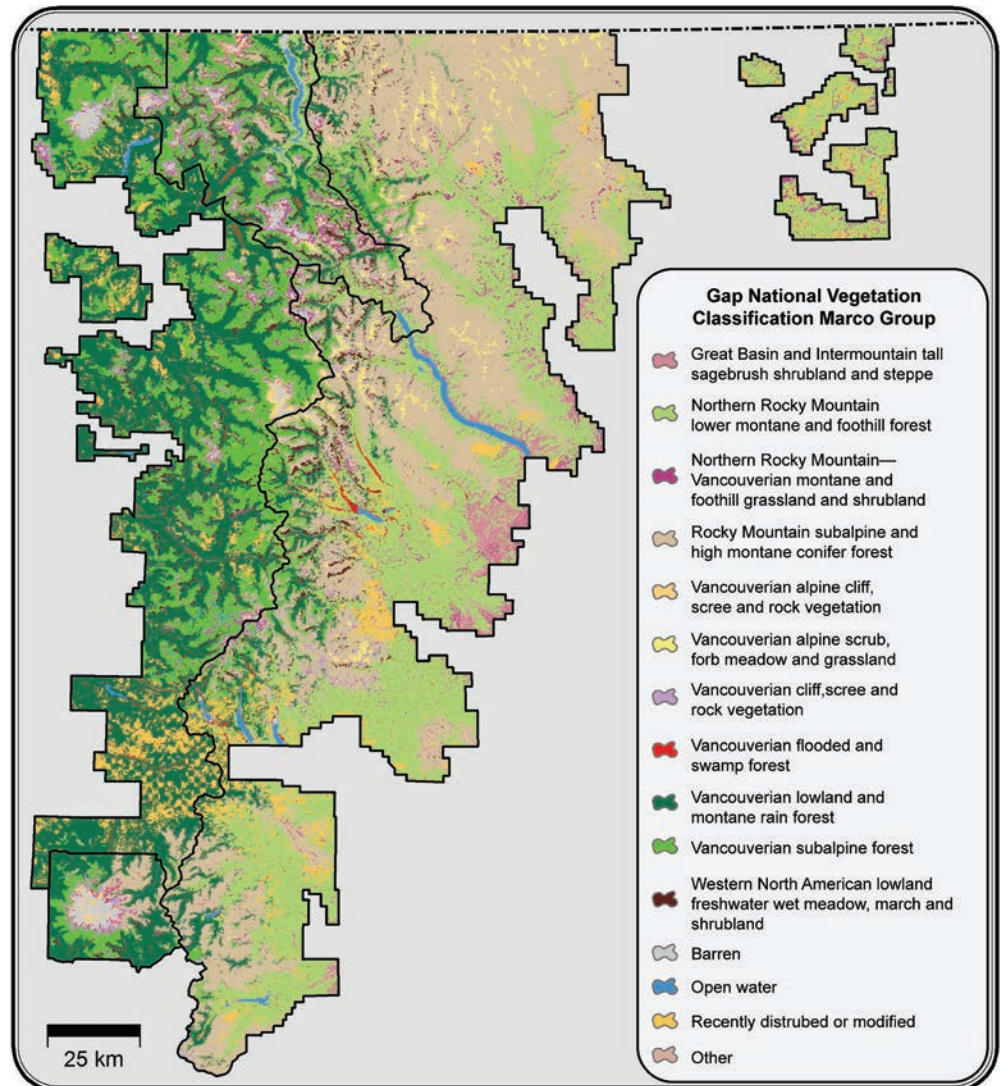 Gap National Vegetation
Classification Marco Group
Great Basin and Intermountain tall
sagebrush shrubland and steppe
Northern Rocky Mountain
lower montane and foothill forest
Northern Rocky Mountain—
Vancouverian montane and
foothill grassland and shrubland
Rocky Mountain subalpine and
high montane conifer forest
Vancouverian alpine cliff,
scree and rock vegetation
Vancouverian alpine scrub,
forb meadow and grassland
Vancouverian cliff,scree and
rock vegetation
Vancouverian flooded and
swamp forest
Vancouverian lowland and
montane rain forest
Vancouverian subalpine forest
Western North American lowland
freshwater wet meadow, march and
shrubland
Barren
Open water
Recently distrubed or modified
Other
25 km